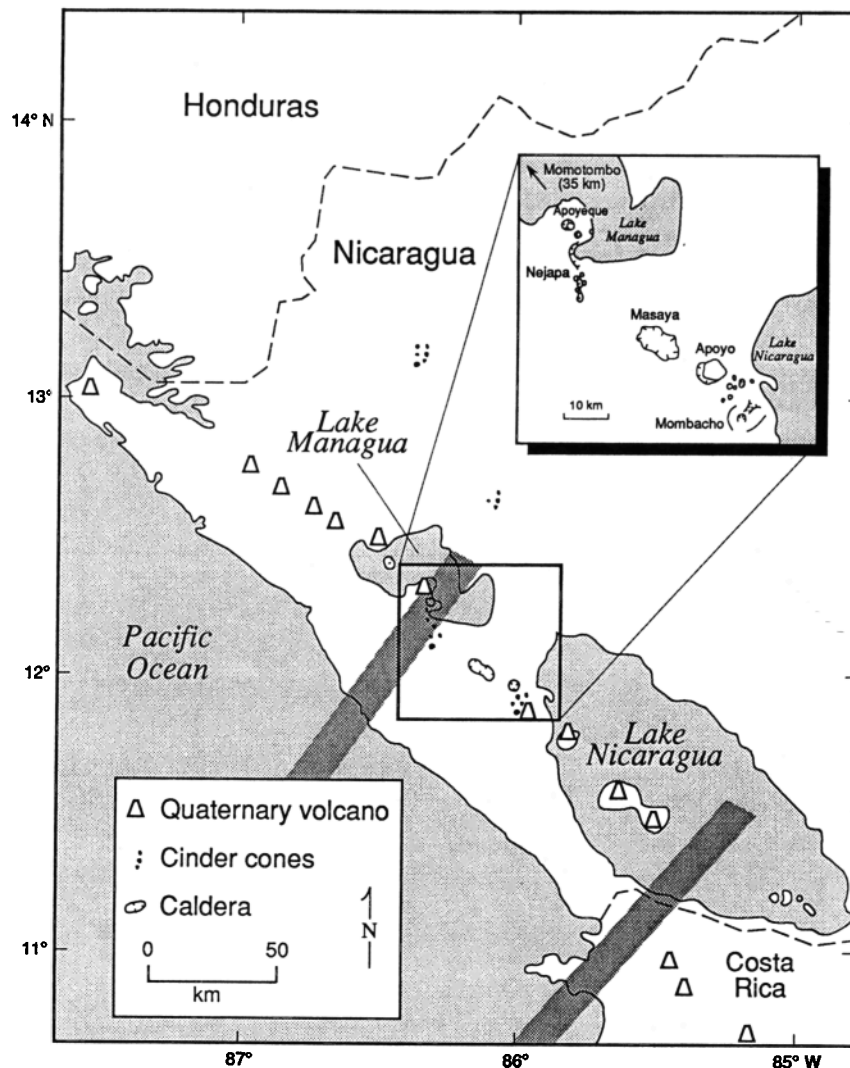 14° N
Honduras
Nicaragua
Momotombo
(35 km)
Apoyeque
Lake
Managua
Nejapa
Masaya
Apoyo
Lake
Nicaragua
10 km
Mombacho
13°
Lake
Managua
Pacific
Ocean
12°
Lake
Nicaragua
Quaternary volcano
Cinder cones
Caldera
N
0 50
km
11°
Costa
Rica
87° 86° 85° W